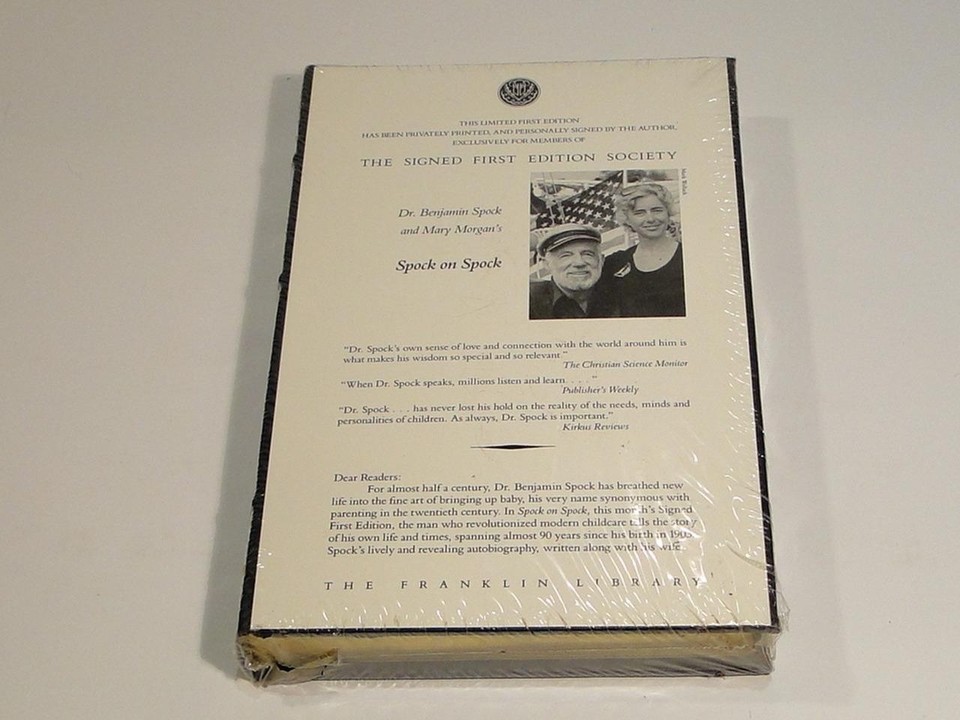 THIS LIMITED FIRST EDITION
HAS BEEN PRIVATELY PRINTED, AND PERSONALLY SIGNED BY THE AUTHOR,
EXCLUSIVELY FOR MEMBERS OF
THE SIGNED FIRST EDITION SOCIETY
Dr. Benjamin Spock
and Mary Morgan's
Spock on Spock
"Dr. Spock's own sense of love and connection with the world around him is
what makes his wisdom so special and so relevant."
The Christian Science Monitor
"When Dr. Spock speaks, millions listen and learn. . . ."
Publisher's Weekly
"Dr. Spock . . . has never lost his hold on the reality of the needs, minds and
personalities of children. As always, Dr. Spock is important."
Kirkus Reviews
Dear Readers:
For almost half a century, Dr. Benjamin Spock has breathed new
life into the fine art of bringing up baby, his very name synonymous with
parenting in the twentieth century. In Spock on Spock, this month's Signed
First Edition, the man who revolutionized modern childcare tells the story
of his own life and times, spanning almost 90 years since his birth in
Spock's lively and revealing autobiography, written along with his wife.
THE FRANKLIN LIBRARY